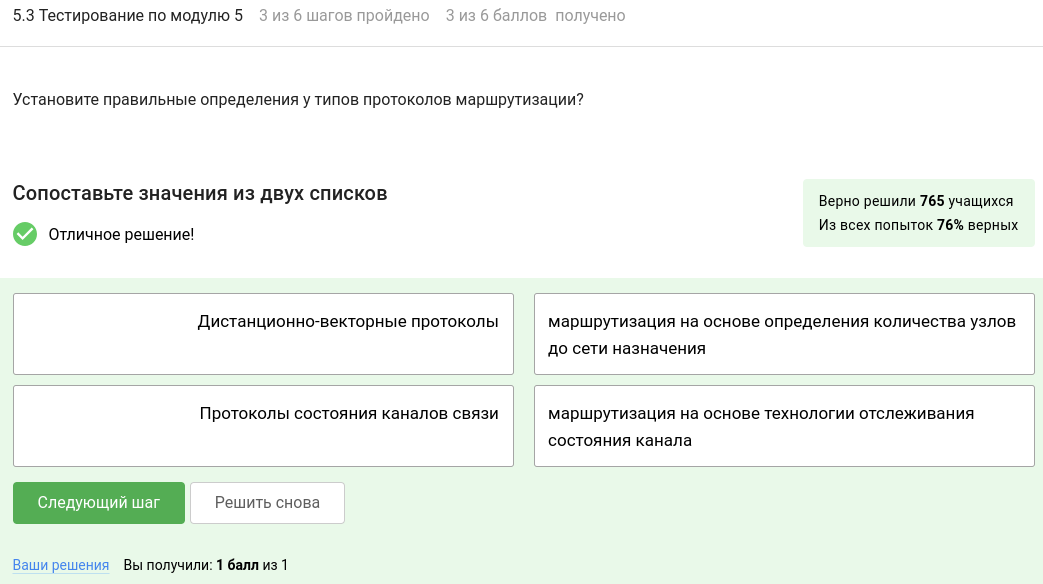 5.3 Тестирование по модулю 5 3 из 6 шагов пройдено 3 из 6 баллов получено
Установите правильные определения у типов протоколов маршрутизации?
Сопоставьте значения из двух списков
Отличное решение!
Верно решили 765 учащихся
Из всех попыток 76% верных
Дистанционно-векторные протоколы
маршрутизация на основе определения количества узлов
до сети назначения
Протоколы состояния каналов связи
маршрутизация на основе технологии отслеживания
состояния канала
Следующий шаг Решить снова
Ваши решения Вы получили: 1 балл из 1